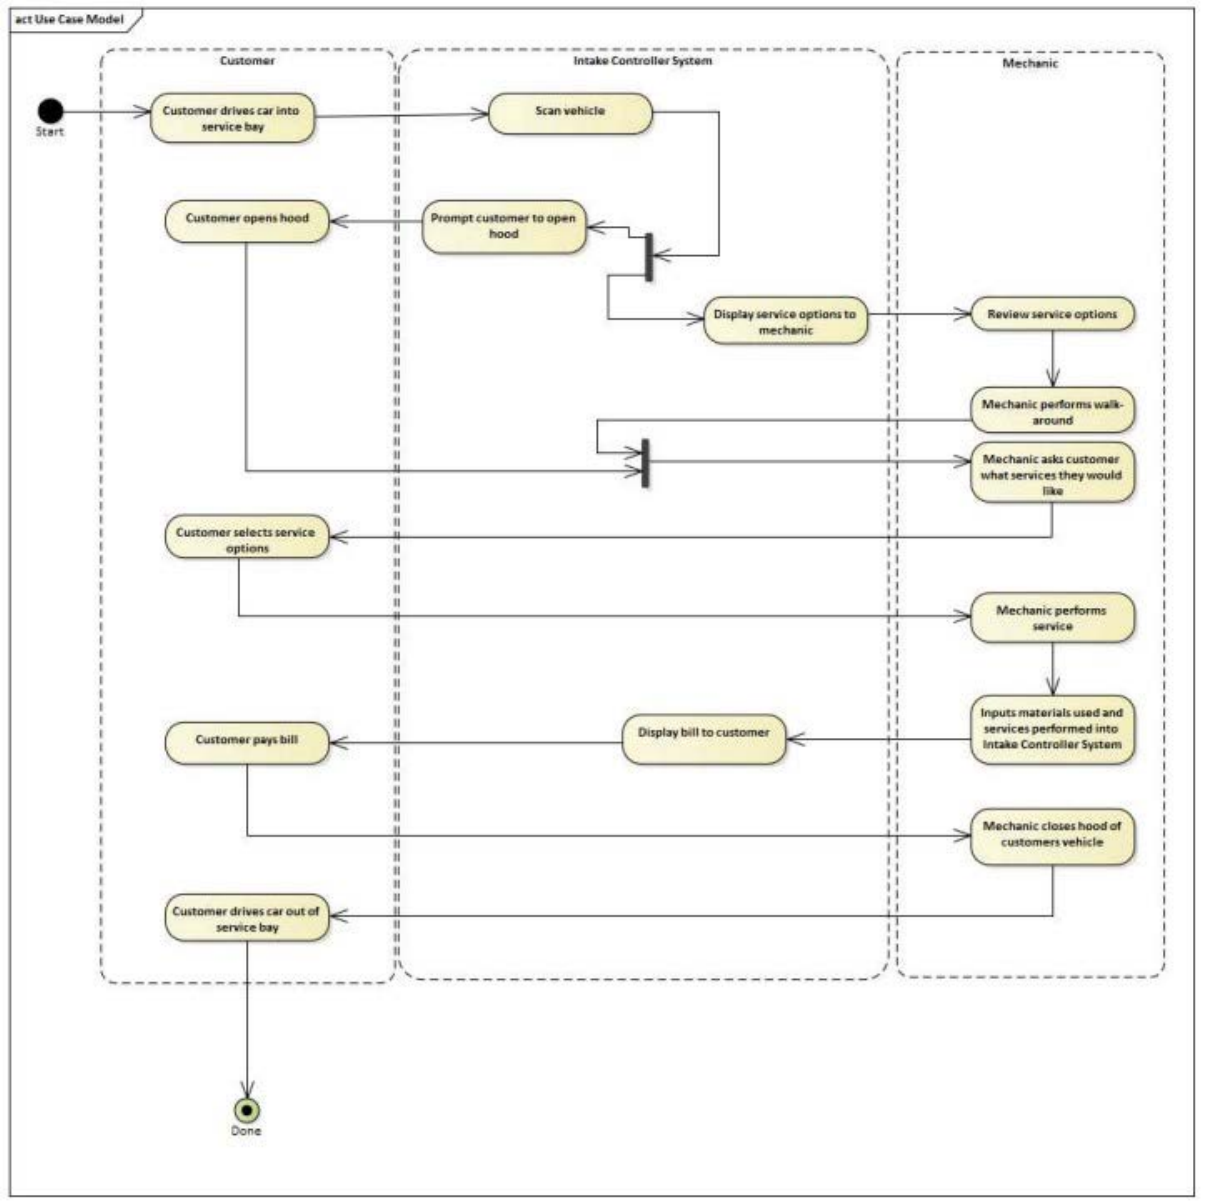 act Use Case Model
Customer
Intake Controller System
Mechanic
Start
Customer drives car into
service bay
Scan vehicle
Customer opens hood
Prompt customer to open
hood
Display service options to
mechanic
Review service options
Mechanic performs walk-
around
Mechanic asks customer
what services they would
like
Customer selects service
options
Mechanic performs
service
Inputs materials used and
services performed into
Intake Controller System
Display bill to customer
Customer pays bill
Mechanic closes hood of
customers vehicle
Customer drives car out of
service bay
Done